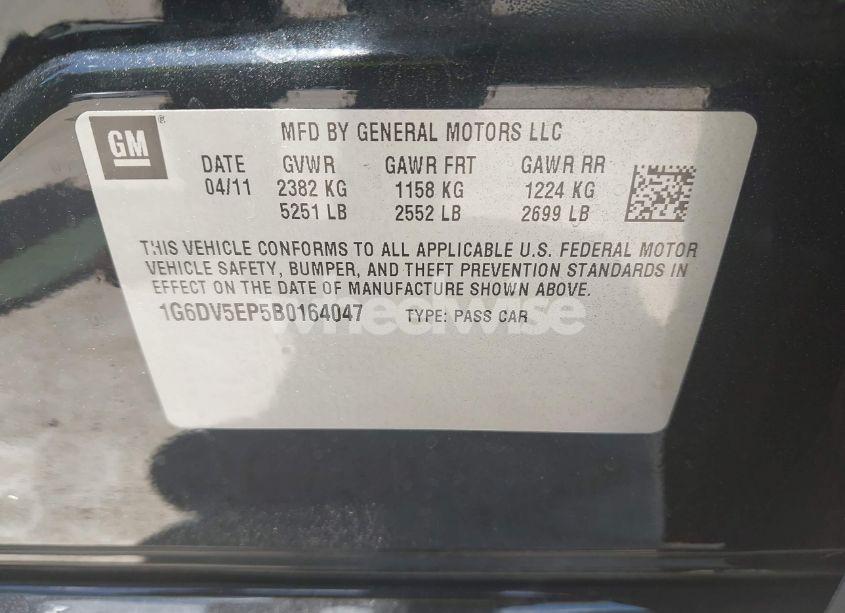 GM®
MFD BY GENERAL MOTORS LLC
DATE GVWR GAWR FRT GAWR RR
04/11 2382 KG 1158 KG 1224 KG
5251 LB 2552 LB 2699 LB
THIS VEHICLE CONFORMS TO ALL APPLICABLE U.S. FEDERAL MOTOR
VEHICLE SAFETY, BUMPER, AND THEFT PREVENTION STANDARDS IN
EFFECT ON THE DATE OF MANUFACTURE SHOWN ABOVE.
1G6DV5EP5B0164047 TYPE: PASS CAR
wheelwise